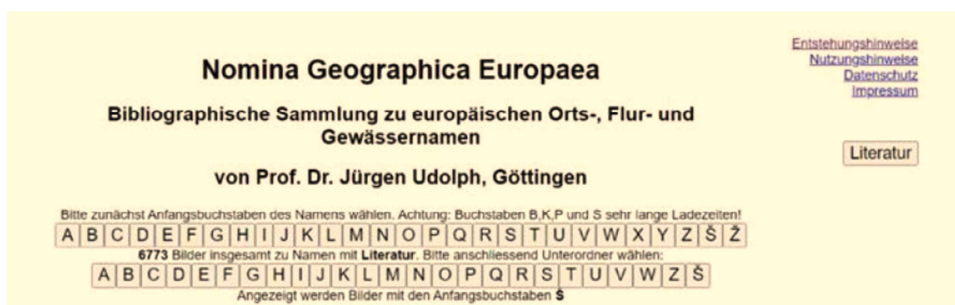 Entstehungshinweise
Nutzungshinweise
Datenschutz
Impressum
Nomina Geographica Europaea
Bibliographische Sammlung zu europäischen Orts-, Flur- und
Gewässernamen
Literatur
von Prof. Dr. Jürgen Udolph, Göttingen
Bitte zunächst Anfangsbuchstaben des Namens wählen. Achtung: Buchstaben B,K,P und S sehr lange Ladezeiten!
A B C D E F G H I J K L M N O P Q R S T U V W X Y Z Š Ž
6773 Bilder insgesamt zu Namen mit Literatur. Bitte anschliessend Unterordner wählen:
A B C D E F G H I J K L M N O P Q R S T U V W Z Š
Angezeigt werden Bilder mit den Anfangsbuchstaben Š